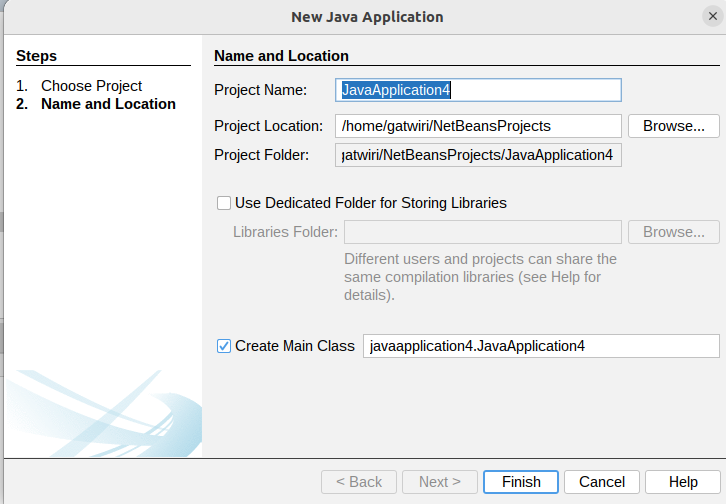 New Java Application
Steps
1. Choose Project
2. Name and Location
Name and Location
Project Name: JavaApplication4
Project Location: /home/gatwiri/NetBeansProjects Browse...
Project Folder: gatwiri/NetBeansProjects/JavaApplication4
Use Dedicated Folder for Storing Libraries
Libraries Folder: Browse...
Different users and projects can share the
same compilation libraries (see Help for
details).
Create Main Class javaapplication4.JavaApplication4
< Back Next > Finish Cancel Help